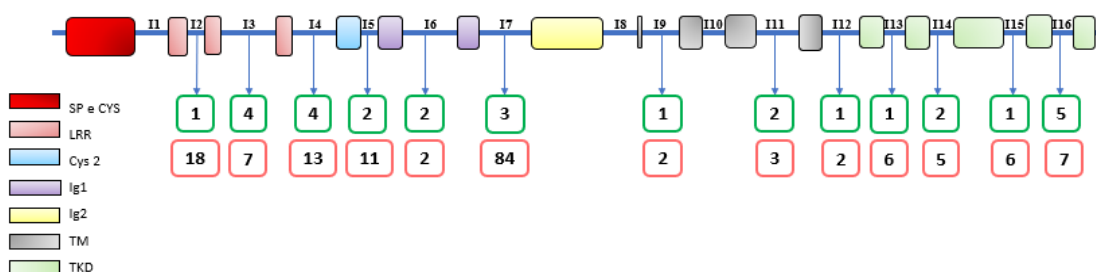 I1 I2 I3 I4 I5 I6 I7 I8 I9 I10 I11 I12 I13 I14 I15 I16
1 4 4 2 2 3 1 2 1 1 2 1 5
18 7 13 11 2 84 2 3 2 6 5 6 7
SP e CYS
LRR
Cys 2
Ig1
Ig2
TM
TKD